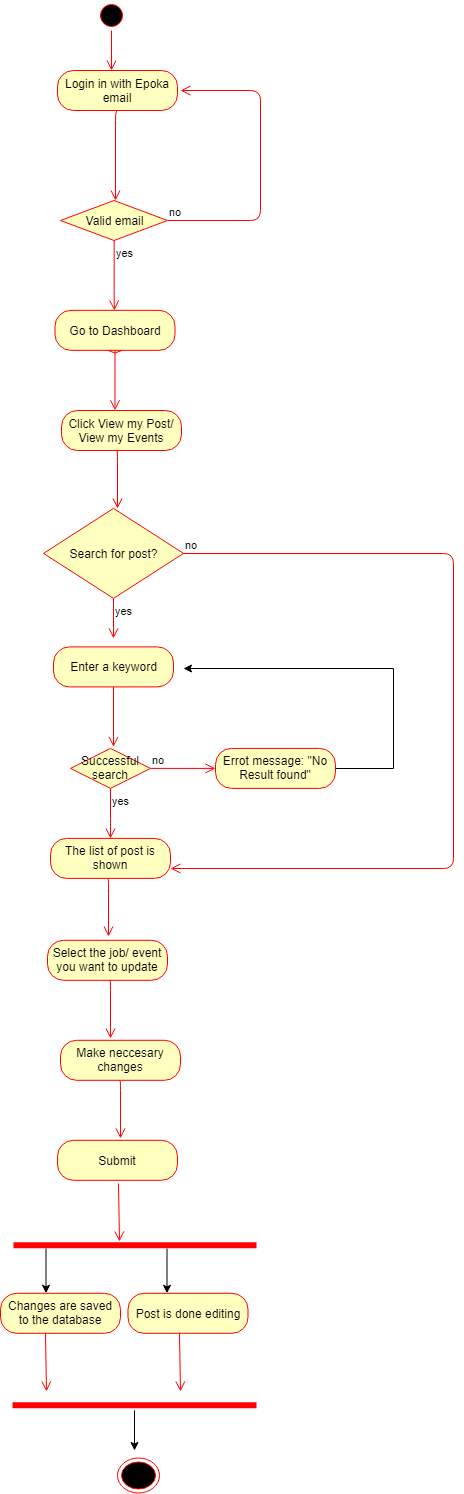 Login in with Epoka
email
Valid email
no
yes
Go to Dashboard
Click View my Post/
View my Events
Search for post?
no
yes
Enter a keyword
Successful
search
no
Errot message: "No
Result found"
yes
The list of post is
shown
Select the job/ event
you want to update
Make neccesary
changes
Submit
Changes are saved
to the database
Post is done editing